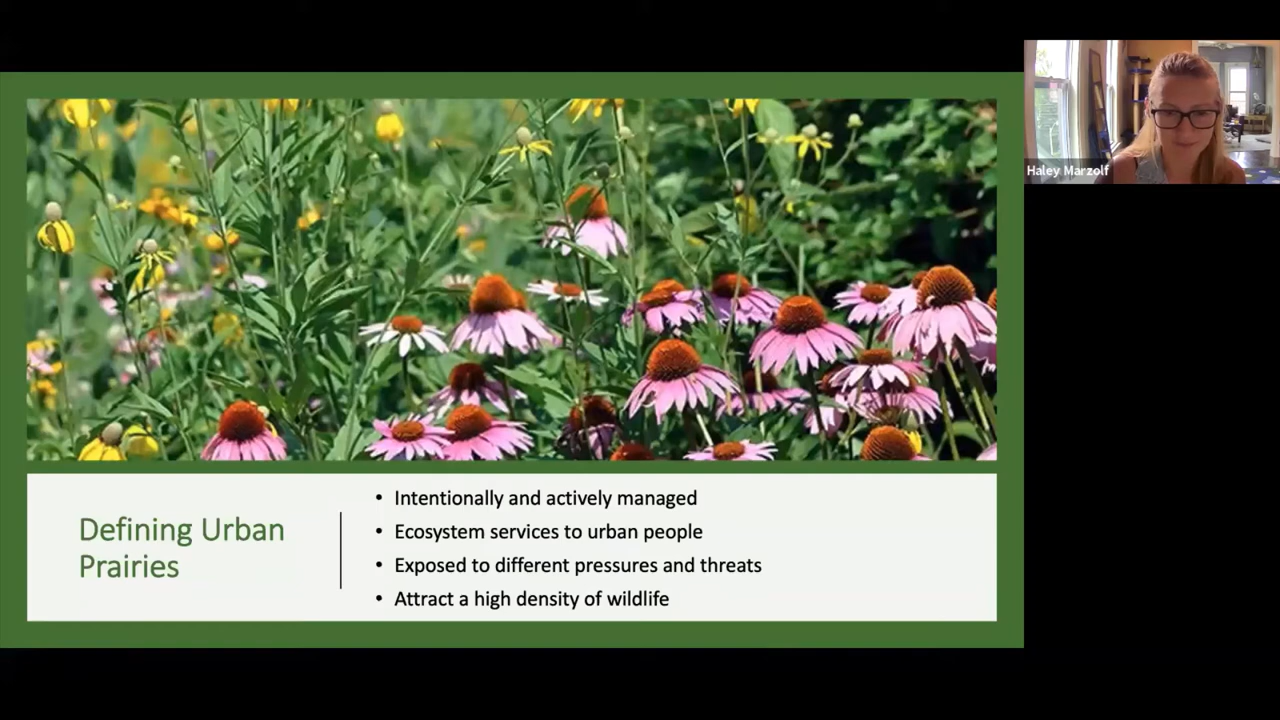 Haley Marzolf
Defining Urban
Prairies
• Intentionally and actively managed
• Ecosystem services to urban people
• Exposed to different pressures and threats
• Attract a high density of wildlife